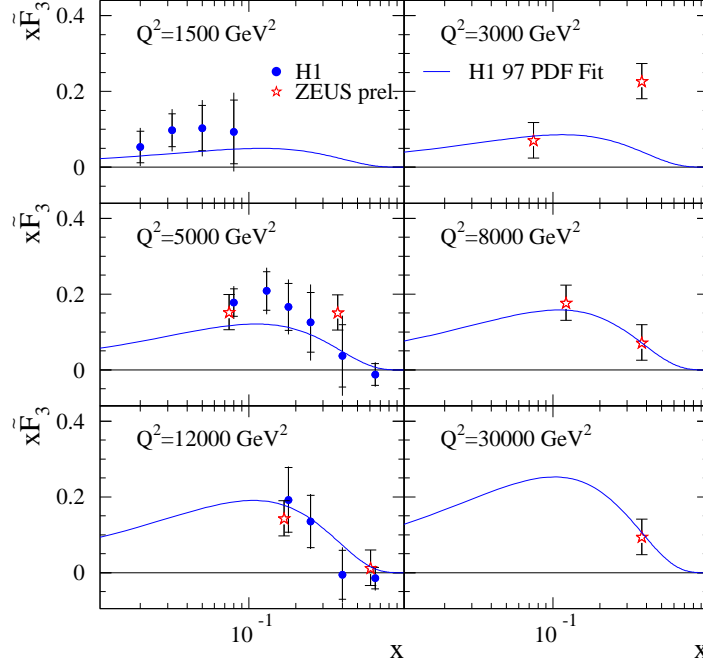 xF̃₃
0.4
Q²=1500 GeV²
Q²=3000 GeV²
H1
ZEUS prel.
H1 97 PDF Fit
0.2
0
xF̃₃
0.4
Q²=5000 GeV²
Q²=8000 GeV²
0.2
0
xF̃₃
0.4
Q²=12000 GeV²
Q²=30000 GeV²
0.2
0
10⁻¹
10⁻¹
x
x